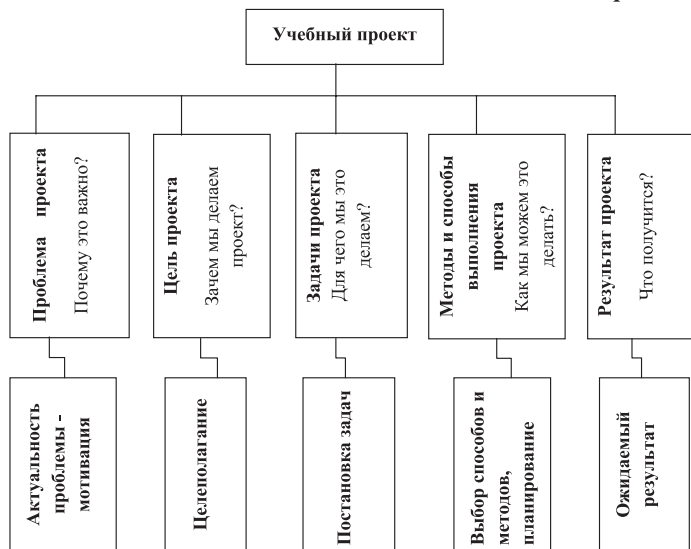 Учебный проект
Проблема проекта
Почему это важно?
Цель проекта
Зачем мы делаем
проект?
Задачи проекта
Для чего мы это
делаем?
Методы и способы
выполнения
проекта
Как мы можем это
делать?
Результат проекта
Что получится?
Актуальность
проблемы -
мотивация
Целеполагание
Постановка задач
Выбор способов и
методов,
планирование
Ожидаемый
результат